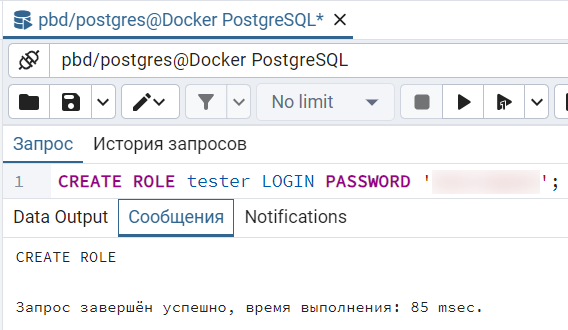 pbd/postgres@Docker PostgreSQL*
pbd/postgres@Docker PostgreSQL
No limit
Запрос История запросов
1 CREATE ROLE tester LOGIN PASSWORD '';
Data Output Сообщения Notifications
CREATE ROLE
Запрос завершён успешно, время выполнения: 85 msec.